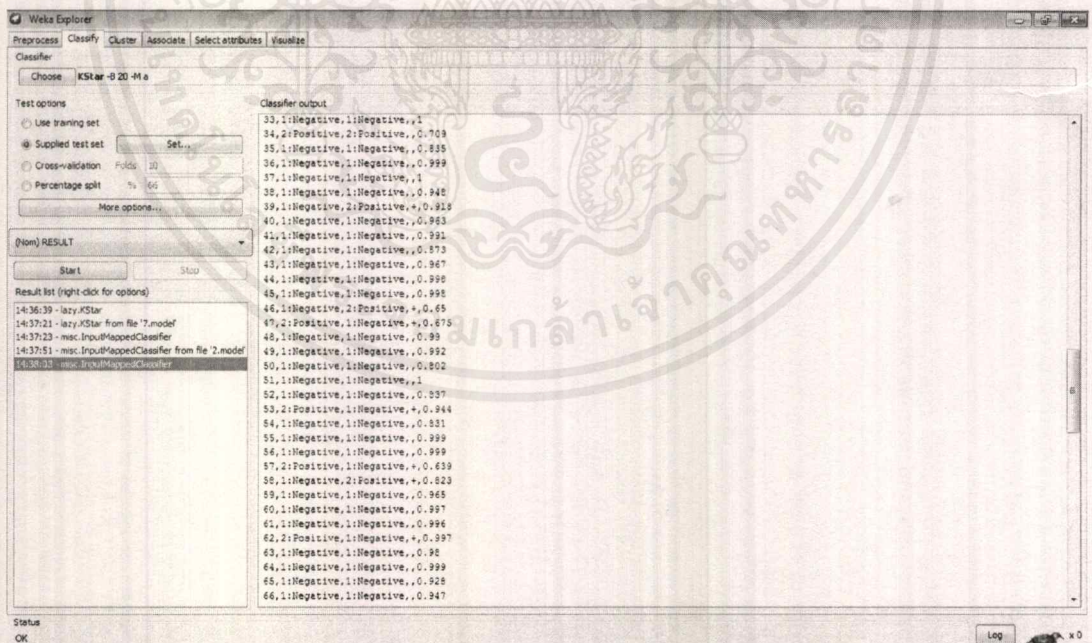 Weka Explorer
Preprocess Classify Cluster Associate Select attributes Visualize
Classifier
Choose KStar -B 20 -M a
Test options
Use training set
Supplied test set Set...
Cross-validation Folds 10
Percentage split % 66
More options...
(Nom) RESULT
Start Stop
Result list (right-click for options)
14:36:39 - lazy.KStar
14:37:21 - lazy.KStar from file '7.model'
14:37:23 - misc.InputMappedClassifier
14:37:51 - misc.InputMappedClassifier from file '2.model'
14:38:03 - misc.InputMappedClassifier
Classifier output
33,1:Negative,1:Negative,,1
34,2:Positive,2:Positive,,0.709
35,1:Negative,1:Negative,,0.835
36,1:Negative,1:Negative,,0.999
37,1:Negative,1:Negative,,1
38,1:Negative,1:Negative,,0.948
39,1:Negative,2:Positive,+,0.918
40,1:Negative,1:Negative,,0.963
41,1:Negative,1:Negative,,0.991
42,1:Negative,1:Negative,,0.873
43,1:Negative,1:Negative,,0.967
44,1:Negative,1:Negative,,0.998
45,1:Negative,1:Negative,,0.998
46,1:Negative,2:Positive,+,0.65
47,2:Positive,1:Negative,+,0.675
48,1:Negative,1:Negative,,0.99
49,1:Negative,1:Negative,,0.992
50,1:Negative,1:Negative,,0.802
51,1:Negative,1:Negative,,1
52,1:Negative,1:Negative,,0.837
53,2:Positive,1:Negative,+,0.944
54,1:Negative,1:Negative,,0.831
55,1:Negative,1:Negative,,0.999
56,1:Negative,1:Negative,,0.999
57,2:Positive,1:Negative,+,0.639
58,1:Negative,2:Positive,+,0.823
59,1:Negative,1:Negative,,0.965
60,1:Negative,1:Negative,,0.997
61,1:Negative,1:Negative,,0.996
62,2:Positive,1:Negative,+,0.997
63,1:Negative,1:Negative,,0.98
64,1:Negative,1:Negative,,0.999
65,1:Negative,1:Negative,,0.928
66,1:Negative,1:Negative,,0.947
Status
OK
Log
x 0